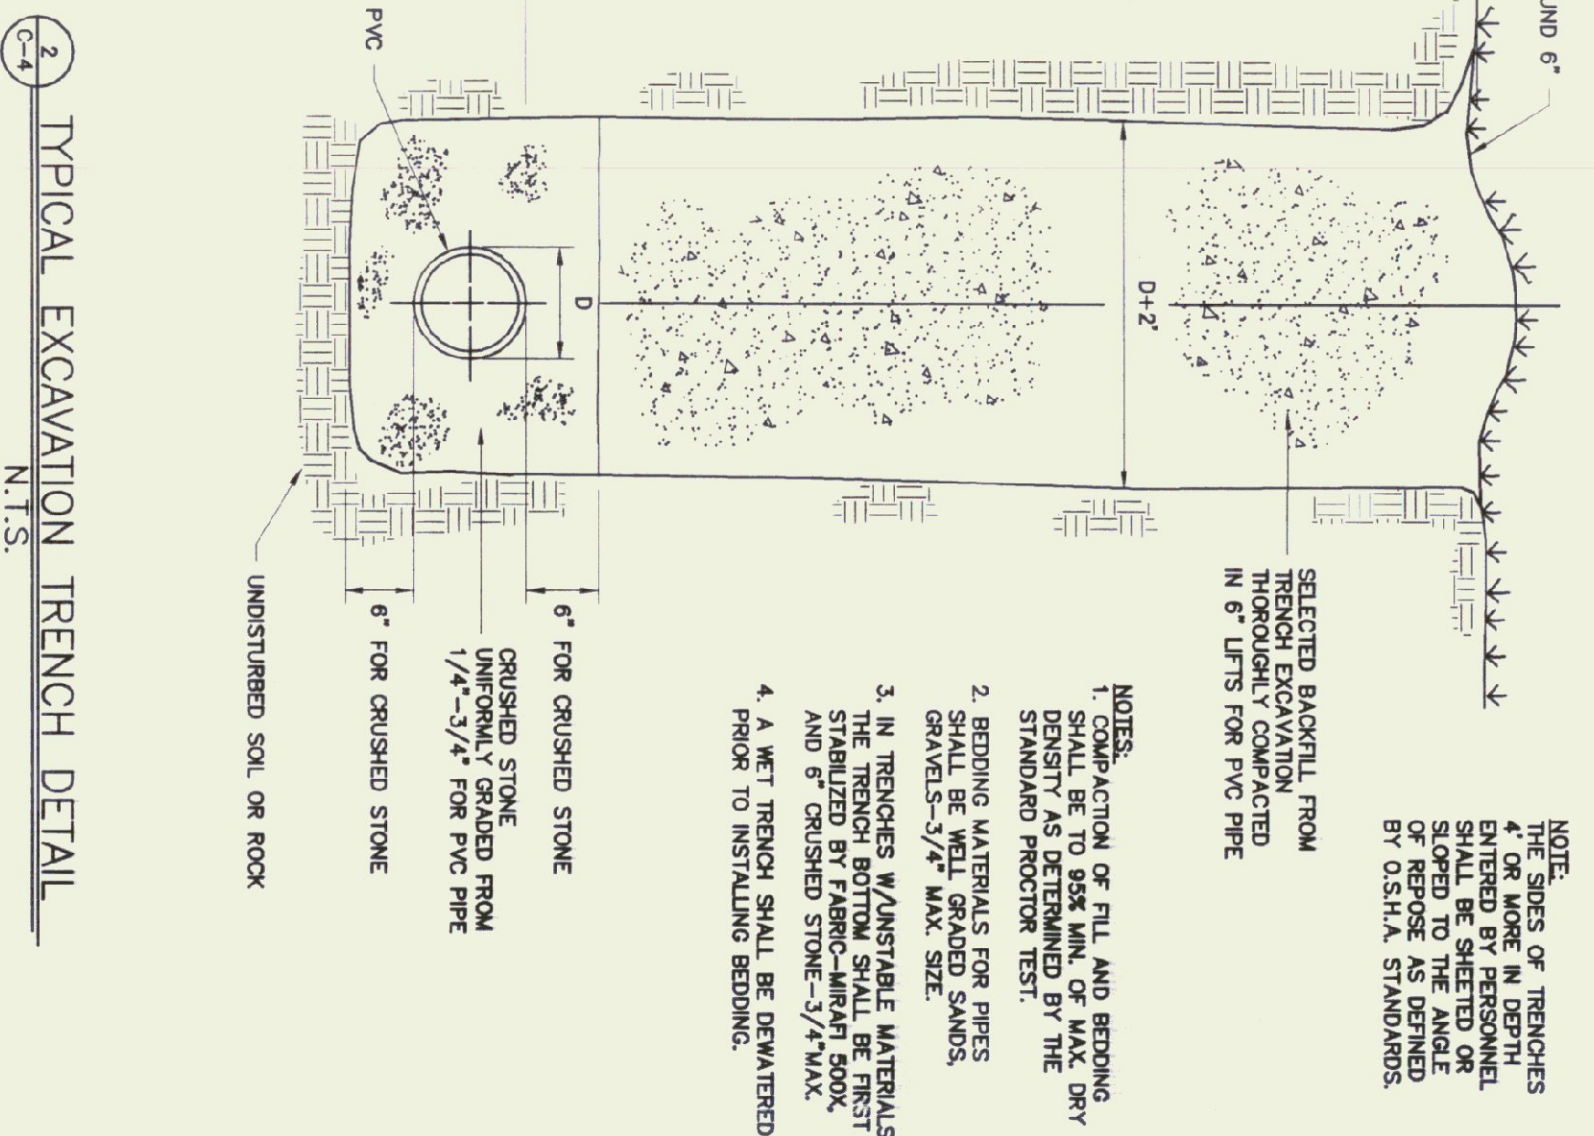 UND 6"
PVC
D
D+2'
NOTE:
THE SIDES OF TRENCHES
4' OR MORE IN DEPTH
ENTERED BY PERSONNEL
SHALL BE SHEETED OR
SLOPED TO THE ANGLE
OF REPOSE AS DEFINED
BY O.S.H.A. STANDARDS.
SELECTED BACKFILL FROM
TRENCH EXCAVATION
THOROUGHLY COMPACTED
IN 6" LIFTS FOR PVC PIPE
NOTES:
1. COMPACTION OF FILL AND BEDDING
SHALL BE TO 95% MIN. OF MAX. DRY
DENSITY AS DETERMINED BY THE
STANDARD PROCTOR TEST.
2. BEDDING MATERIALS FOR PIPES
SHALL BE WELL GRADED SANDS,
GRAVELS-3/4" MAX. SIZE.
3. IN TRENCHES W/UNSTABLE MATERIALS
THE TRENCH BOTTOM SHALL BE FIRST
STABILIZED BY FABRIC-MIRAFI 500X,
AND 6" CRUSHED STONE-3/4"MAX.
4. A WET TRENCH SHALL BE DEWATERED
PRIOR TO INSTALLING BEDDING.
6" FOR CRUSHED STONE
CRUSHED STONE
UNIFORMLY GRADED FROM
1/4"-3/4" FOR PVC PIPE
6" FOR CRUSHED STONE
UNDISTURBED SOIL OR ROCK
2
C-4
TYPICAL EXCAVATION TRENCH DETAIL
N.T.S.